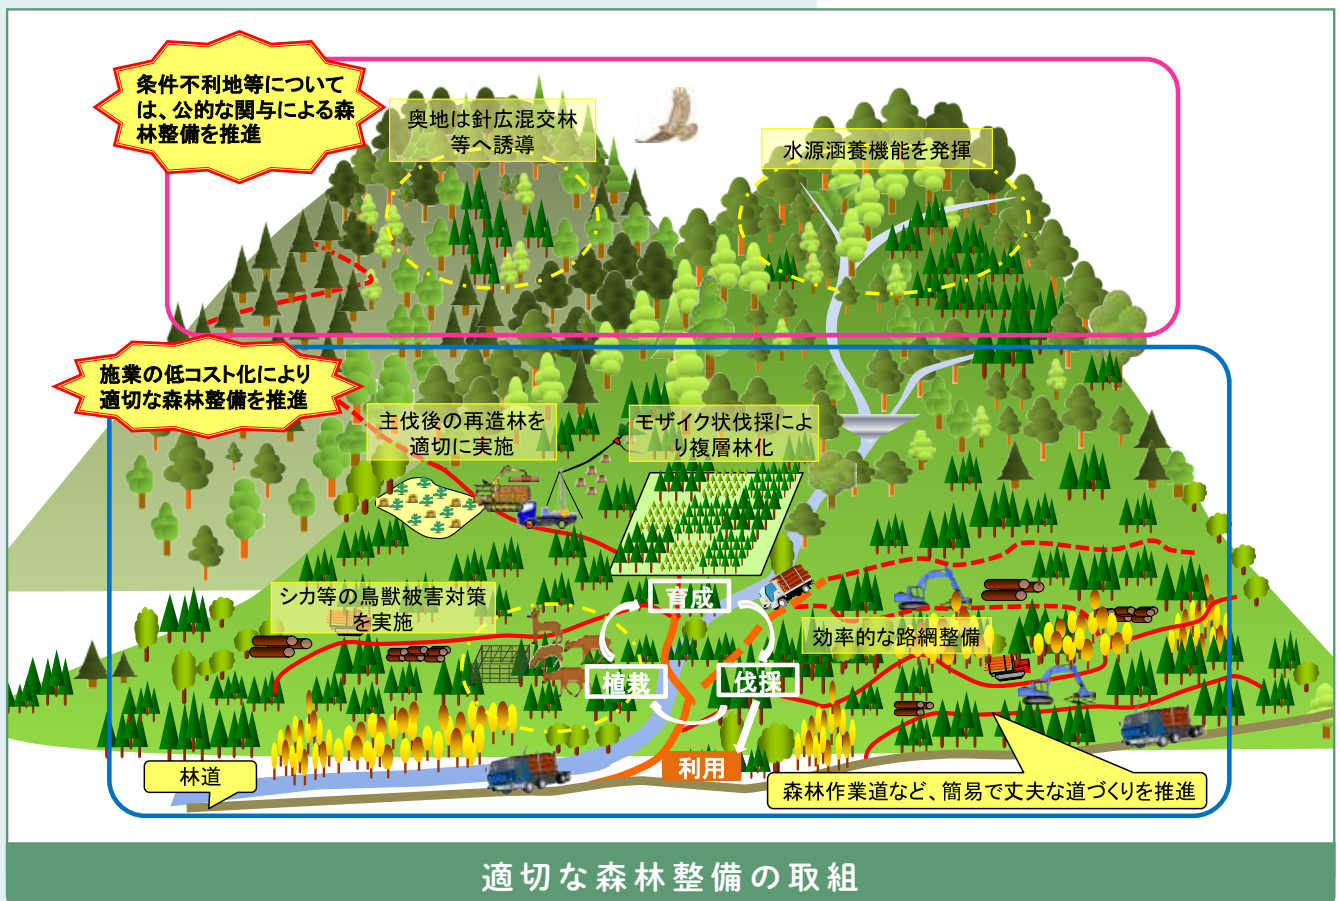 条件不利地等について
は、公的な関与による森
林整備を推進
奥地は針広混交林
等へ誘導
水源涵養機能を発揮
施業の低コスト化により
適切な森林整備を推進
主伐後の再造林を
適切に実施
モザイク状伐採によ
り複層林化
シカ等の鳥獣被害対策
を実施
育成
効率的な路網整備
植栽
伐採
利用
林道
森林作業道など、簡易で丈夫な道づくりを推進
適切な森林整備の取組